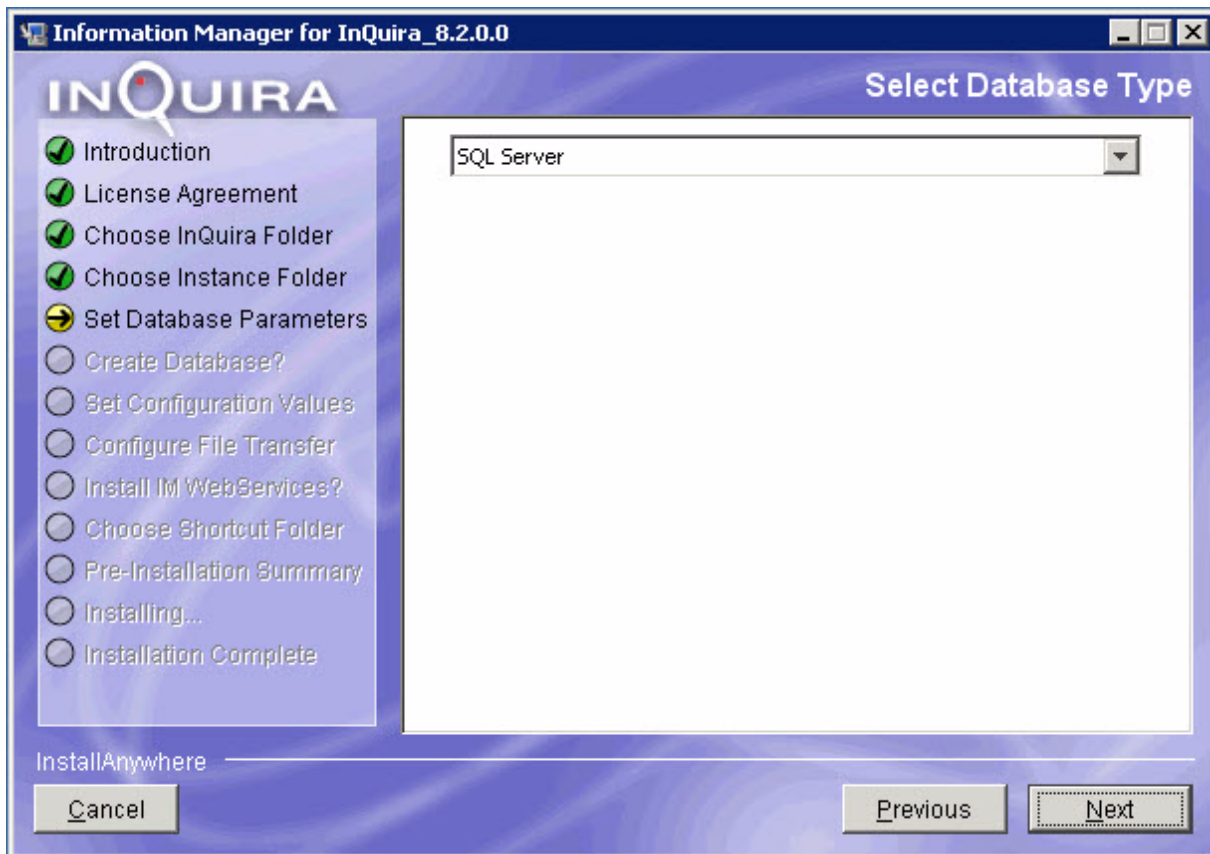 Information Manager for InQuira_8.2.0.0
INQUIRA
Select Database Type
Introduction
License Agreement
Choose InQuira Folder
Choose Instance Folder
Set Database Parameters
Create Database?
Set Configuration Values
Configure File Transfer
Install IM WebServices?
Choose Shortcut Folder
Pre-Installation Summary
Installing...
Installation Complete
SQL Server
InstallAnywhere
Cancel
Previous
Next